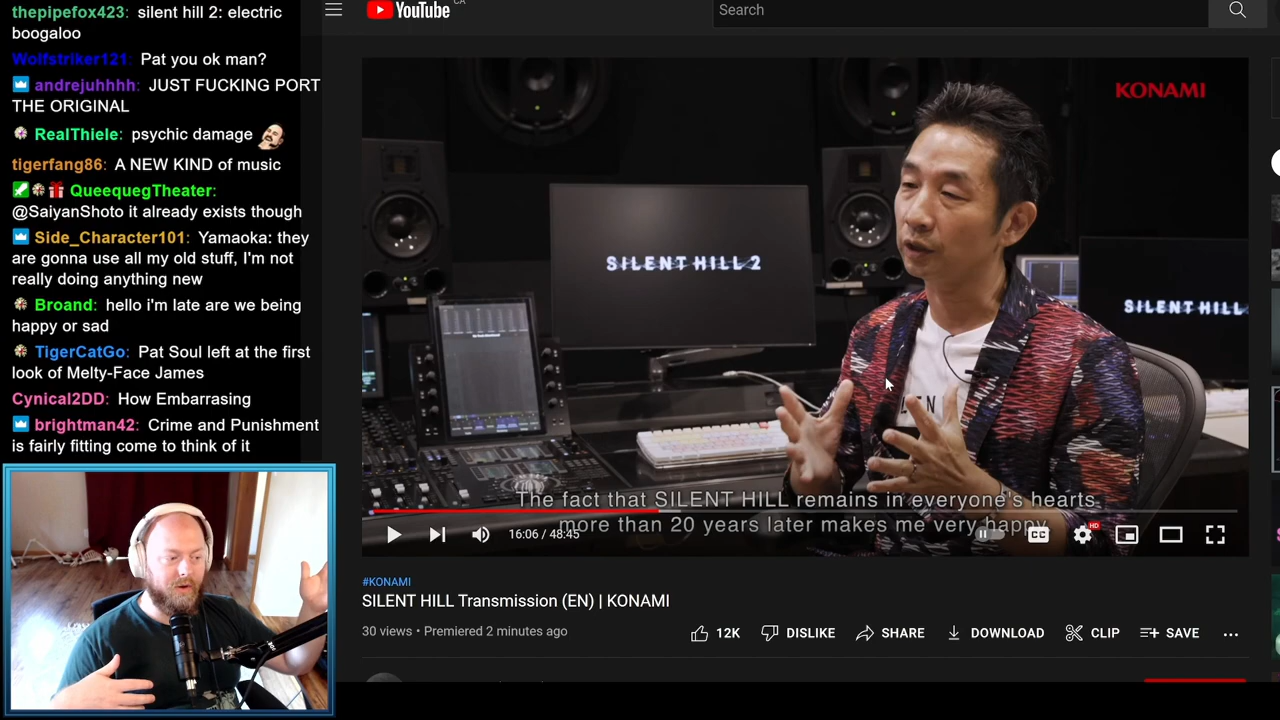 thepipefox423: silent hill 2: electric
boogaloo
Wolfstriker121: Pat you ok man?
andrejuhhhh: JUST FUCKING PORT
THE ORIGINAL
RealThiele: psychic damage
tigerfang86: A NEW KIND of music
QueequegTheater:
@SaiyanShoto it already exists though
Side_Character101: Yamaoka: they
are gonna use all my old stuff, I'm not
really doing anything new
Broand: hello i'm late are we being
happy or sad
TigerCatGo: Pat Soul left at the first
look of Melty-Face James
Cynical2DD: How Embarrasing
brightman42: Crime and Punishment
is fairly fitting come to think of it
YouTube CA
Search
KONAMI
SILENT HILL 2
SILENT HILL
The fact that SILENT HILL remains in everyone's hearts
more than 20 years later makes me very happy.
16:06 / 48:45
CC
HD
#KONAMI
SILENT HILL Transmission (EN) | KONAMI
30 views • Premiered 2 minutes ago
12K
DISLIKE
SHARE
DOWNLOAD
CLIP
SAVE